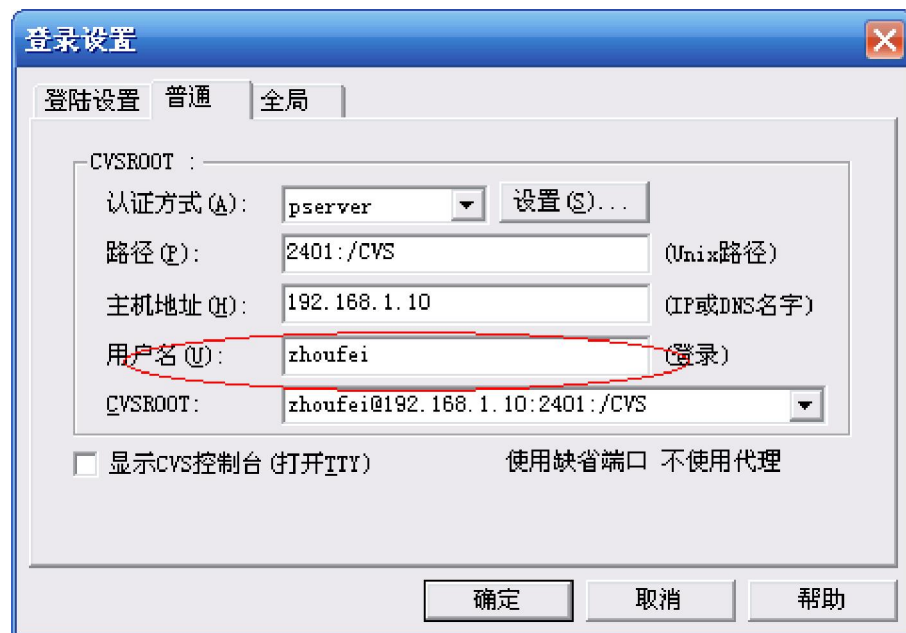 登录设置
登陆设置 普通 全局
CVSROOT :
认证方式(A): pserver 设置(S)...
路径(P): 2401:/CVS (Unix路径)
主机地址(H): 192.168.1.10 (IP或DNS名字)
用户名(U): zhoufei (登录)
CVSROOT: zhoufei@192.168.1.10:2401:/CVS
显示CVS控制台(打开TTY) 使用缺省端口 不使用代理
确定 取消 帮助